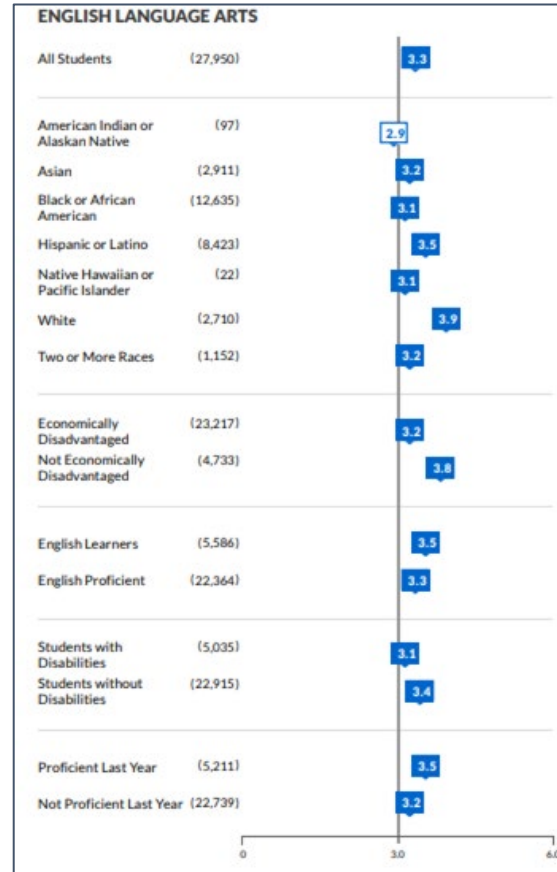 ENGLISH LANGUAGE ARTS
All Students (27,950) 3.3
American Indian or
Alaskan Native (97) 2.9
Asian (2,911) 3.2
Black or African
American (12,635) 3.1
Hispanic or Latino (8,423) 3.5
Native Hawaiian or
Pacific Islander (22) 3.1
White (2,710) 3.9
Two or More Races (1,152) 3.2
Economically
Disadvantaged (23,217) 3.2
Not Economically
Disadvantaged (4,733) 3.8
English Learners (5,586) 3.5
English Proficient (22,364) 3.3
Students with
Disabilities (5,035) 3.1
Students without
Disabilities (22,915) 3.4
Proficient Last Year (5,211) 3.5
Not Proficient Last Year (22,739) 3.2
0 3.0 6.0